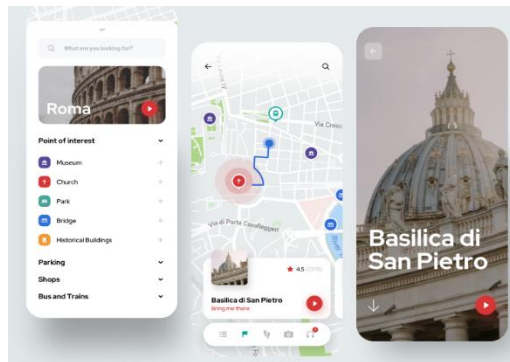 What are you looking for?
Roma
Point of interest
Museum
Church
Park
Bridge
Historical Buildings
Parking
Shops
Bus and Trains
Via Cresc
Via di Porta Cavalleggeri
4.5
Basilica di San Pietro
Bring me there
Basilica di
San Pietro